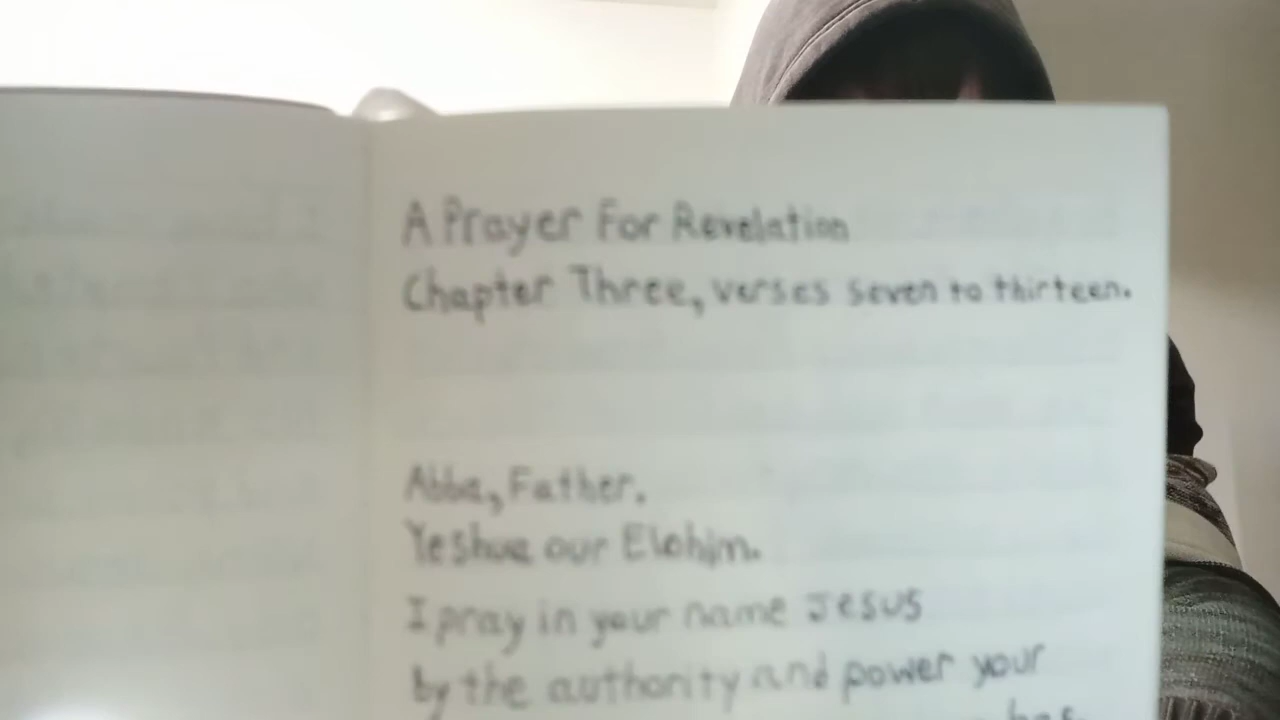 A Prayer For Revelation
Chapter Three, verses seven to thirteen.
Abba, Father.
Yeshua our Elohim.
I pray in your name Jesus
by the authority and power your
has